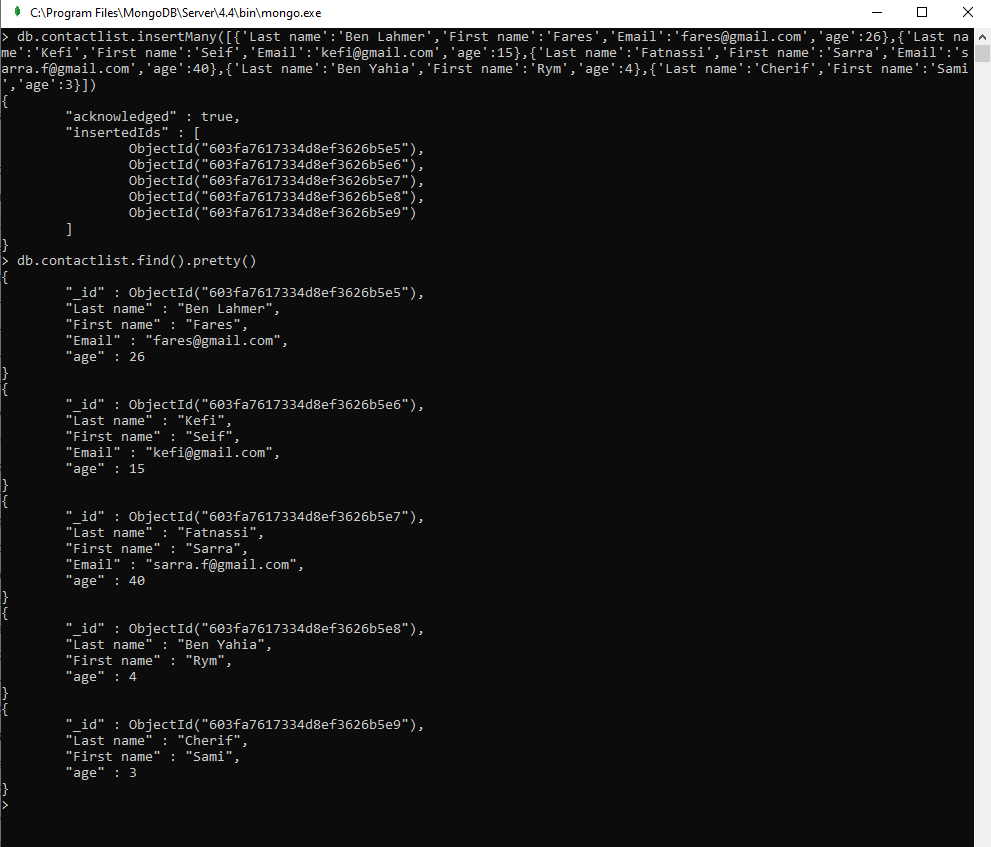 C:\Program Files\MongoDB\Server\4.4\bin\mongo.exe
> db.contactlist.insertMany([{'Last name':'Ben Lahmer','First name':'Fares','Email':'fares@gmail.com','age':26},{'Last na
me':'Kefi','First name':'Seif','Email':'kefi@gmail.com','age':15},{'Last name':'Fatnassi','First name':'Sarra','Email':'s
arra.f@gmail.com','age':40},{'Last name':'Ben Yahia','First name':'Rym','age':4},{'Last name':'Cherif','First name':'Sami
','age':3}])
{
        "acknowledged" : true,
        "insertedIds" : [
                ObjectId("603fa7617334d8ef3626b5e5"),
                ObjectId("603fa7617334d8ef3626b5e6"),
                ObjectId("603fa7617334d8ef3626b5e7"),
                ObjectId("603fa7617334d8ef3626b5e8"),
                ObjectId("603fa7617334d8ef3626b5e9")
        ]
}
> db.contactlist.find().pretty()
{
        "_id" : ObjectId("603fa7617334d8ef3626b5e5"),
        "Last name" : "Ben Lahmer",
        "First name" : "Fares",
        "Email" : "fares@gmail.com",
        "age" : 26
}
{
        "_id" : ObjectId("603fa7617334d8ef3626b5e6"),
        "Last name" : "Kefi",
        "First name" : "Seif",
        "Email" : "kefi@gmail.com",
        "age" : 15
}
{
        "_id" : ObjectId("603fa7617334d8ef3626b5e7"),
        "Last name" : "Fatnassi",
        "First name" : "Sarra",
        "Email" : "sarra.f@gmail.com",
        "age" : 40
}
{
        "_id" : ObjectId("603fa7617334d8ef3626b5e8"),
        "Last name" : "Ben Yahia",
        "First name" : "Rym",
        "age" : 4
}
{
        "_id" : ObjectId("603fa7617334d8ef3626b5e9"),
        "Last name" : "Cherif",
        "First name" : "Sami",
        "age" : 3
}
>